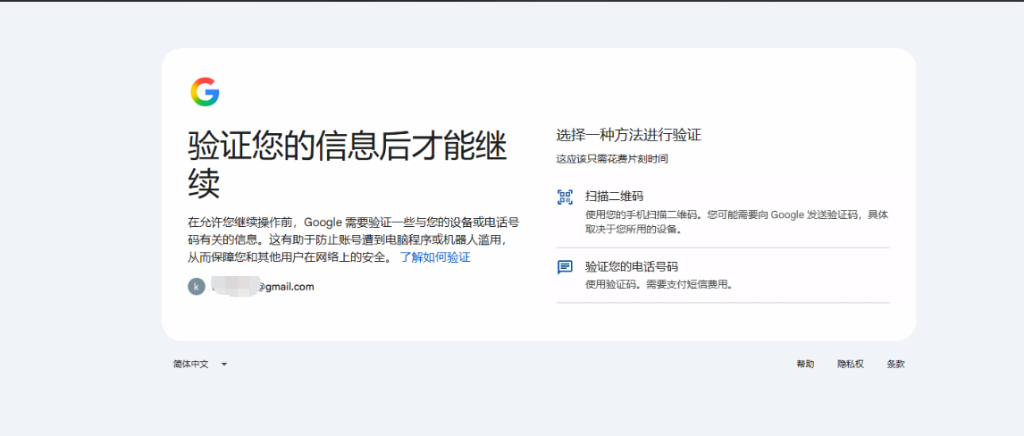 验证您的信息后才能继
续
在允许您继续操作前，Google 需要验证一些与您的设备或电话号
码有关的信息。这有助于防止账号遭到电脑程序或机器人滥用，
从而保障您和其他用户在网络上的安全。 了解如何验证
k @gmail.com
选择一种方法进行验证
这应该只需花费片刻时间
扫描二维码
使用您的手机扫描二维码。您可能需要向 Google 发送验证码，具体
取决于您所用的设备。
验证您的电话号码
使用验证码。需要支付短信费用。
简体中文
帮助 隐私权 条款